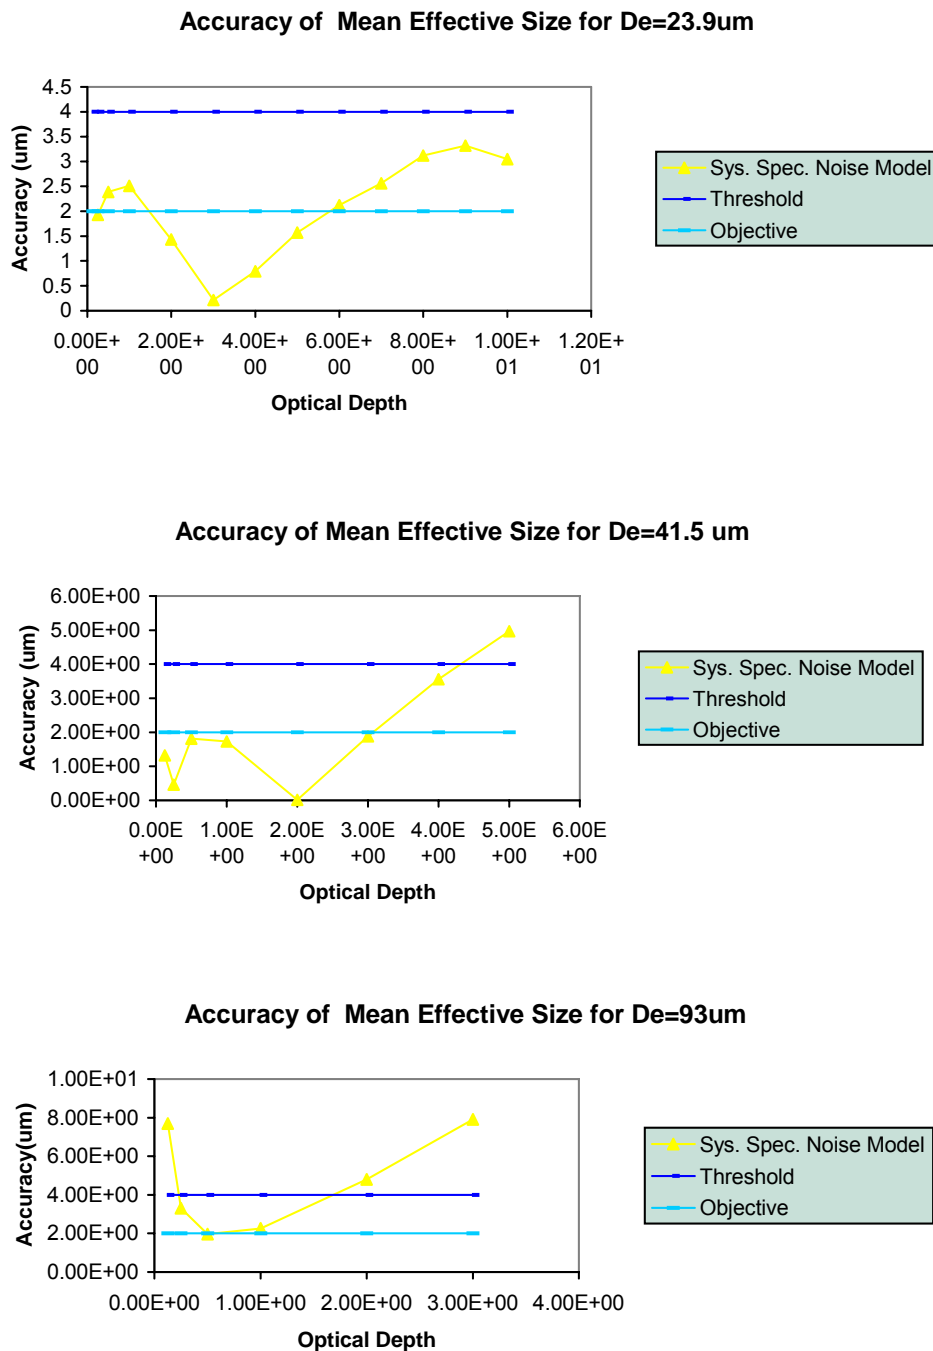 Accuracy of  Mean Effective Size for De=23.9um
Accuracy (um)
4.5
4
3.5
3
2.5
2
1.5
1
0.5
0
0.00E+
00
2.00E+
00
4.00E+
00
6.00E+
00
8.00E+
00
1.00E+
01
1.20E+
01
Optical Depth
Sys. Spec. Noise Model
Threshold
Objective
Accuracy of Mean Effective Size for De=41.5 um
Accuracy (um)
6.00E+00
5.00E+00
4.00E+00
3.00E+00
2.00E+00
1.00E+00
0.00E+00
0.00E
+00
1.00E
+00
2.00E
+00
3.00E
+00
4.00E
+00
5.00E
+00
6.00E
+00
Optical Depth
Sys. Spec. Noise Model
Threshold
Objective
Accuracy of  Mean Effective Size for De=93um
Accuracy(um)
1.00E+01
8.00E+00
6.00E+00
4.00E+00
2.00E+00
0.00E+00
0.00E+00 1.00E+00 2.00E+00 3.00E+00 4.00E+00
Optical Depth
Sys. Spec. Noise Model
Threshold
Objective